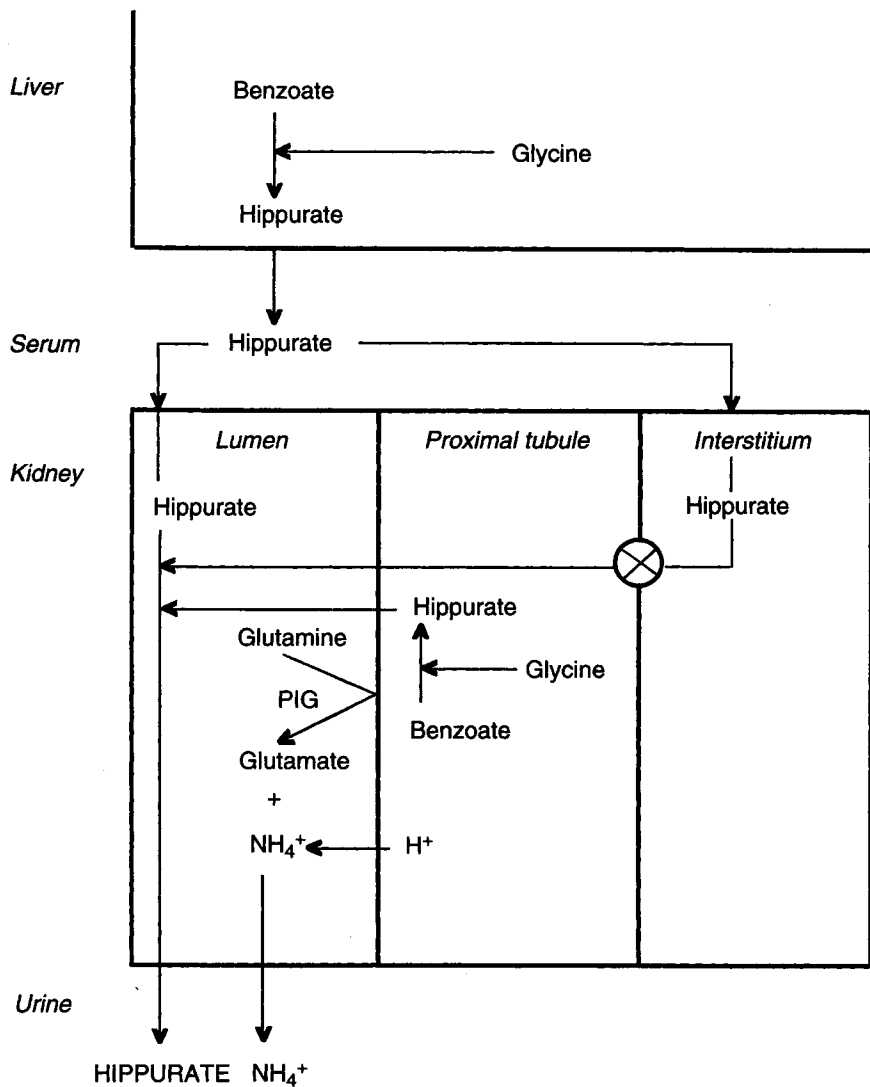 Liver
Benzoate
Glycine
Hippurate
Serum
Hippurate
Lumen
Proximal tubule
Interstitium
Kidney
Hippurate
Hippurate
Hippurate
Glutamine
Glycine
PIG
Benzoate
Glutamate
+
NH₄⁺
H⁺
Urine
HIPPURATE NH₄⁺